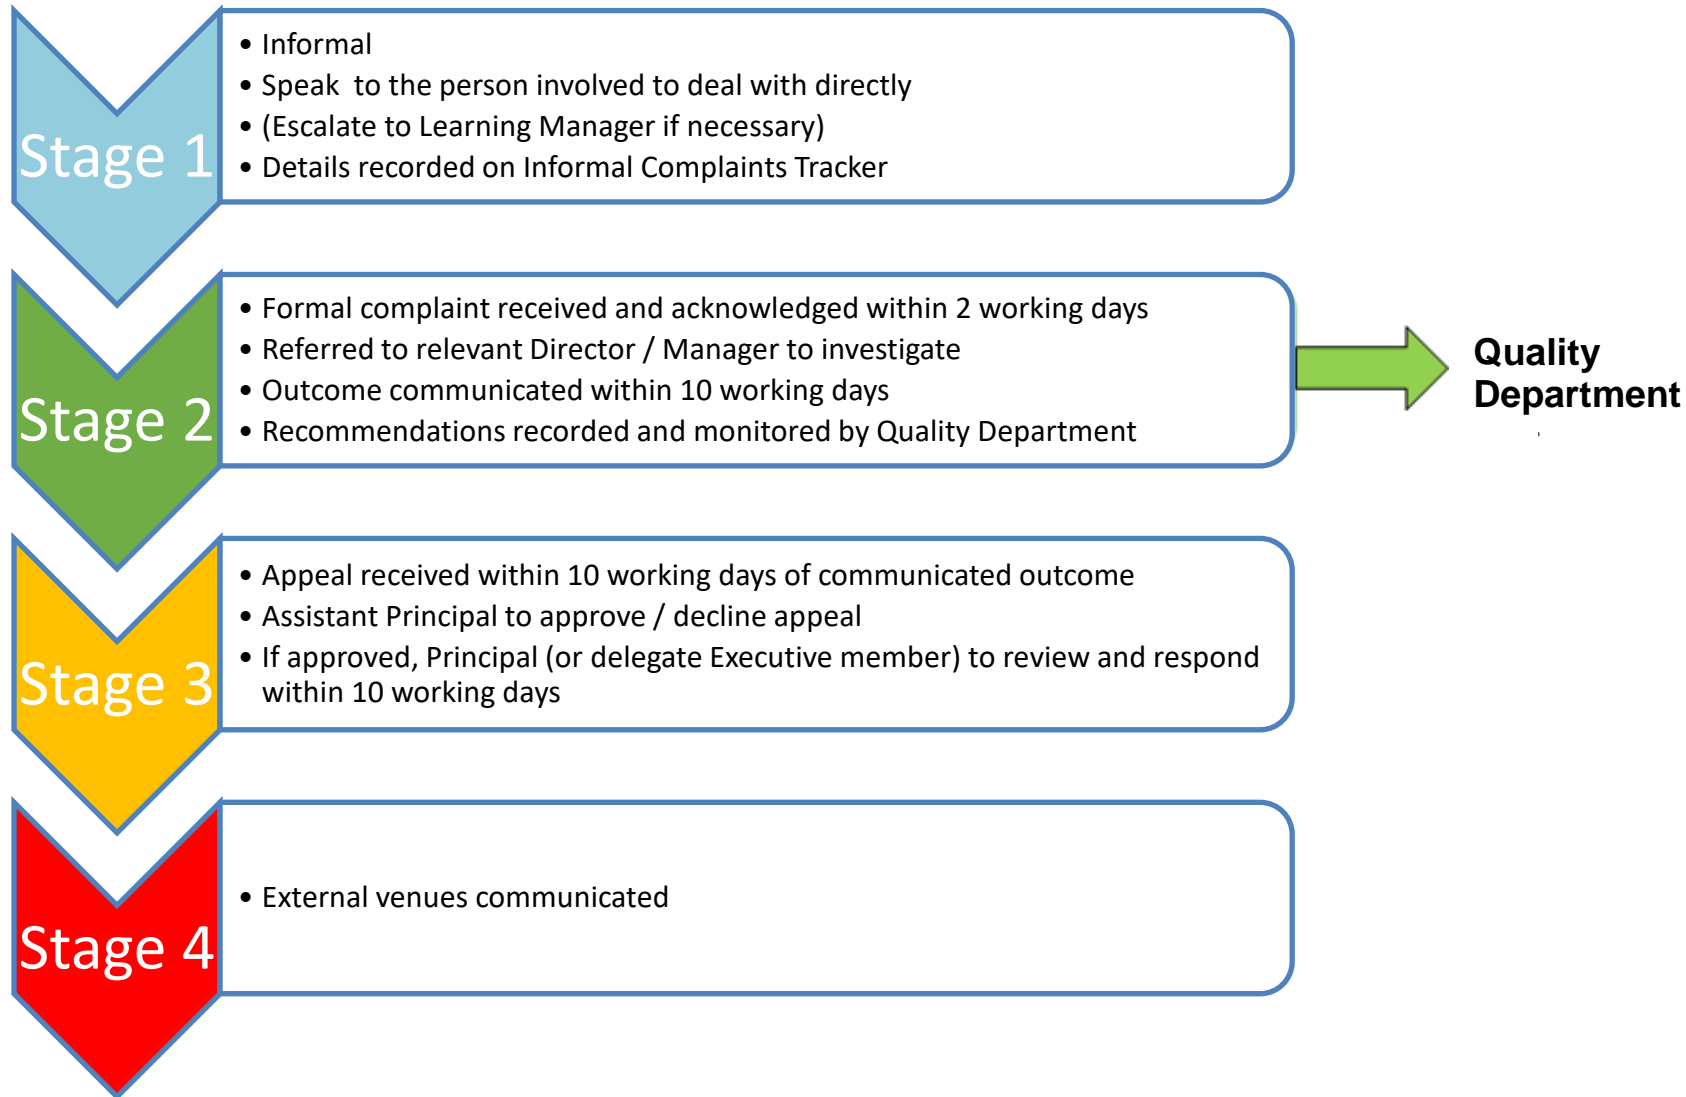 Stage 1
• Informal
• Speak  to the person involved to deal with directly
• (Escalate to Learning Manager if necessary)
• Details recorded on Informal Complaints Tracker
Stage 2
• Formal complaint received and acknowledged within 2 working days
• Referred to relevant Director / Manager to investigate
• Outcome communicated within 10 working days
• Recommendations recorded and monitored by Quality Department
Quality
Department
Stage 3
• Appeal received within 10 working days of communicated outcome
• Assistant Principal to approve / decline appeal
• If approved, Principal (or delegate Executive member) to review and respond
within 10 working days
Stage 4
• External venues communicated